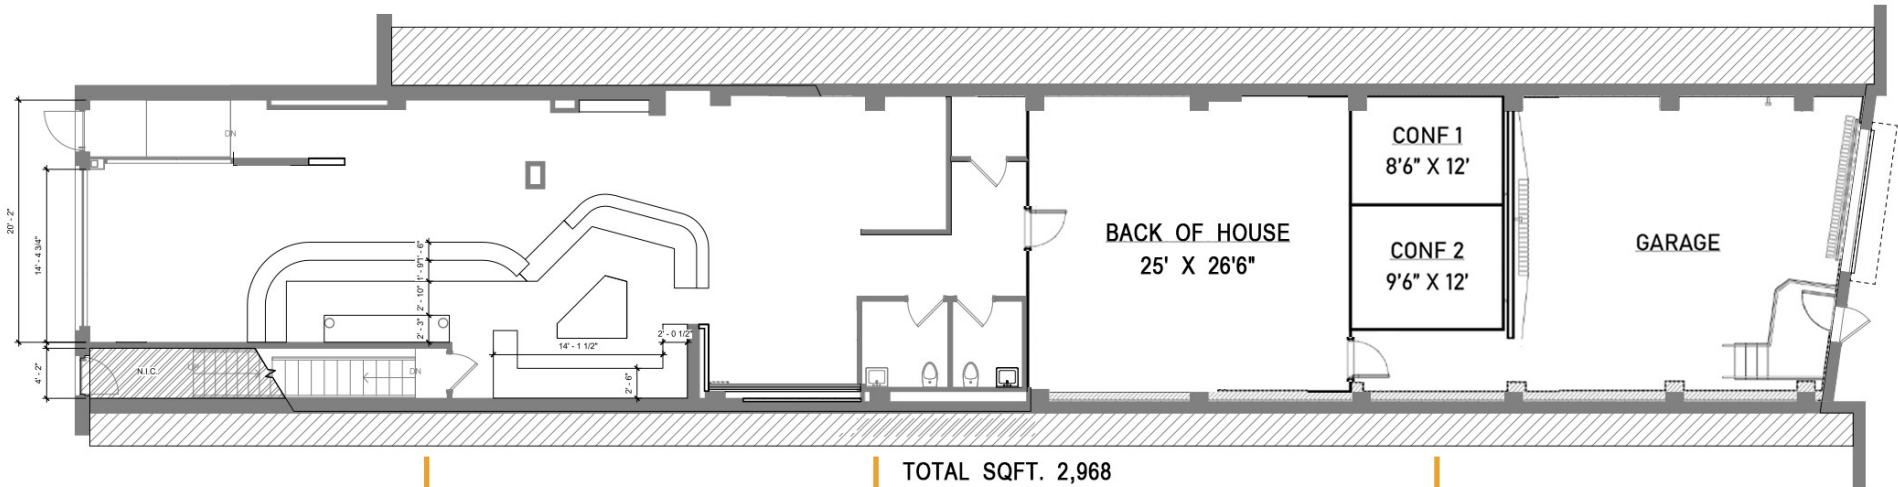 DN
20' - 2"
14' - 4 3/4"
4' - 2"
1' - 6"
1' - 9"
2' - 10"
2' - 3"
14' - 1 1/2"
2' - 0 1/2"
2' - 6"
N.I.C.
DN
BACK OF HOUSE
25' X 26'6"
CONF 1
8'6" X 12'
CONF 2
9'6" X 12'
GARAGE
TOTAL SQFT. 2,968